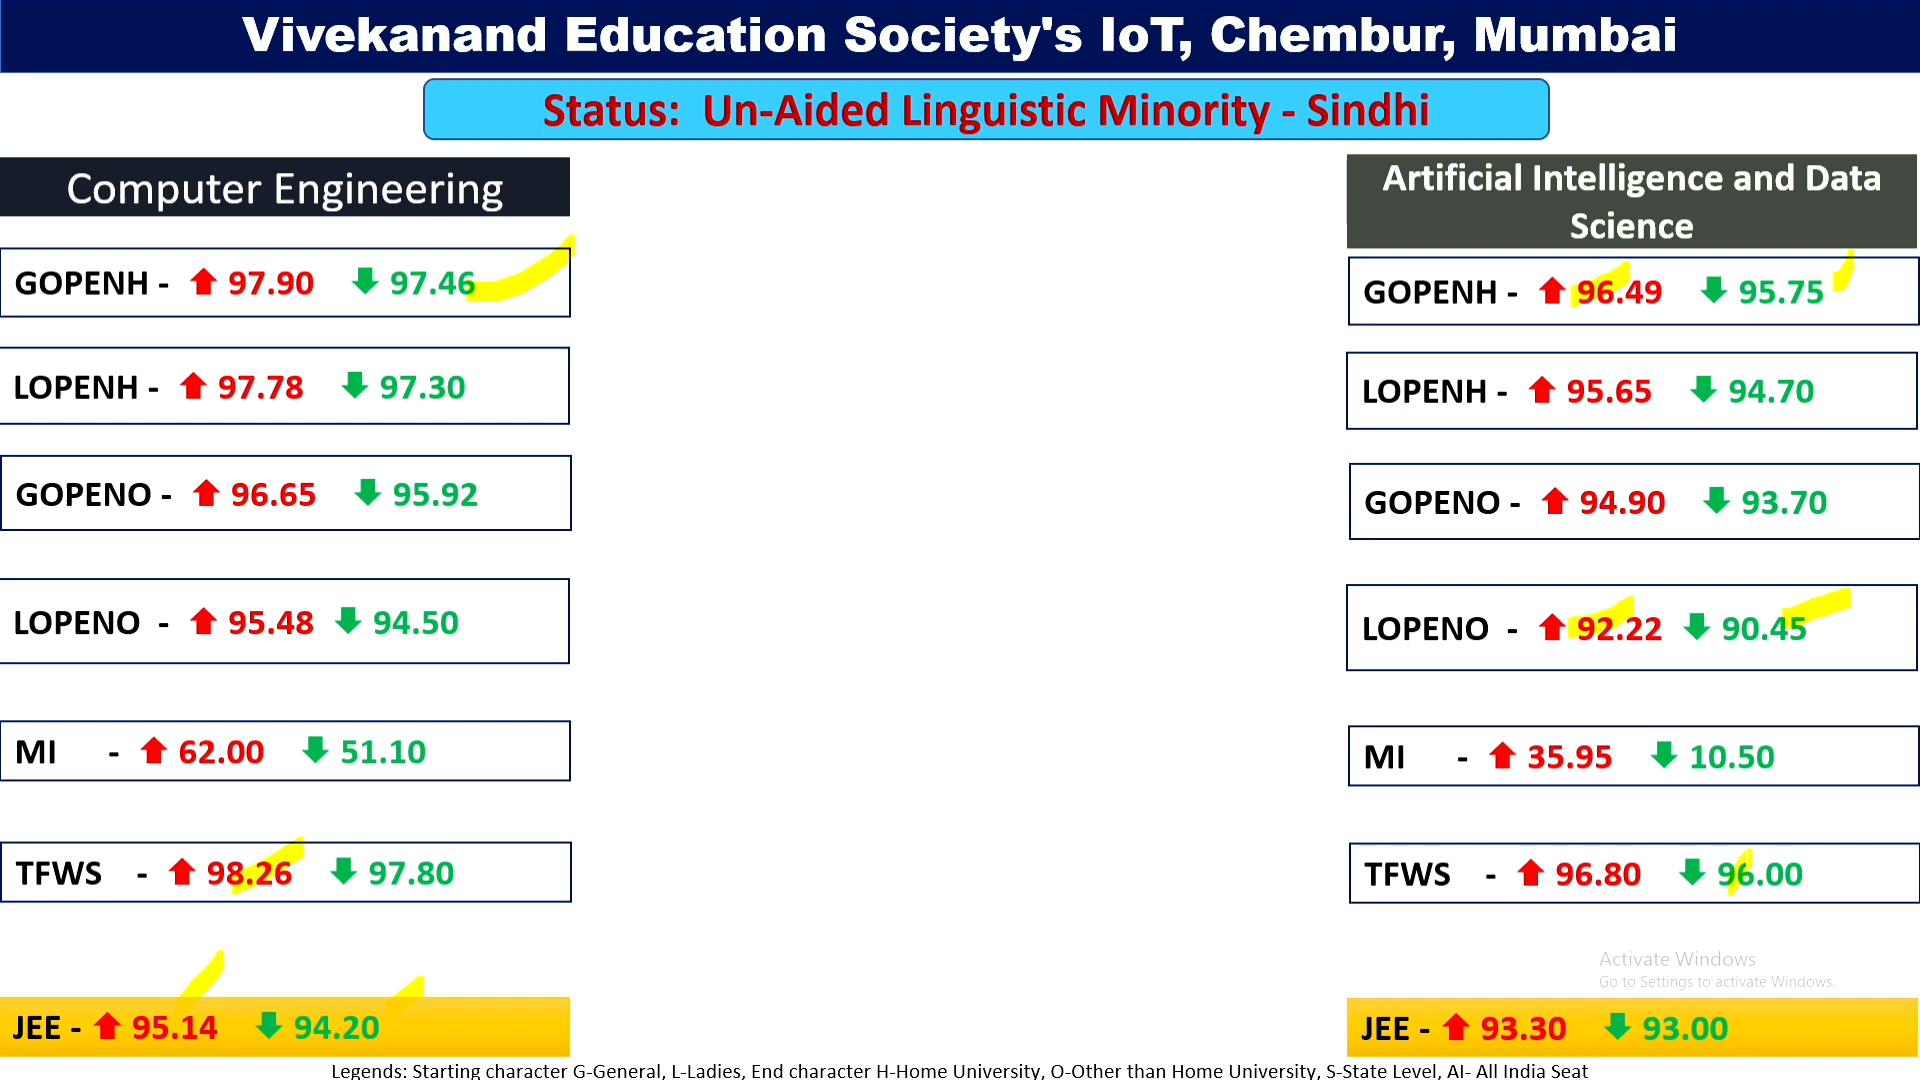 Vivekanand Education Society's IoT, Chembur, Mumbai
Status:  Un-Aided Linguistic Minority - Sindhi
Computer Engineering
GOPENH - 97.90 97.46
LOPENH - 97.78 97.30
GOPENO - 96.65 95.92
LOPENO - 95.48 94.50
MI - 62.00 51.10
TFWS - 98.26 97.80
JEE - 95.14 94.20
Artificial Intelligence and Data
Science
GOPENH - 96.49 95.75
LOPENH - 95.65 94.70
GOPENO - 94.90 93.70
LOPENO - 92.22 90.45
MI - 35.95 10.50
TFWS - 96.80 96.00
Activate Windows
Go to Settings to activate Windows.
JEE - 93.30 93.00
Legends: Starting character G-General, L-Ladies, End character H-Home University, O-Other than Home University, S-State Level, AI- All India Seat